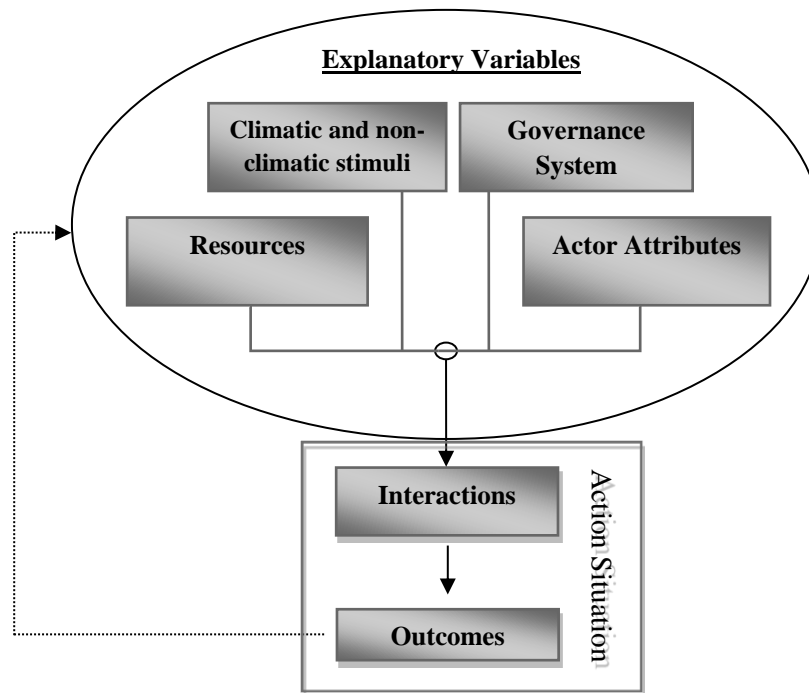 Explanatory Variables
Climatic and non-
climatic stimuli
Governance
System
Resources
Actor Attributes
Interactions
Action Situation
Outcomes